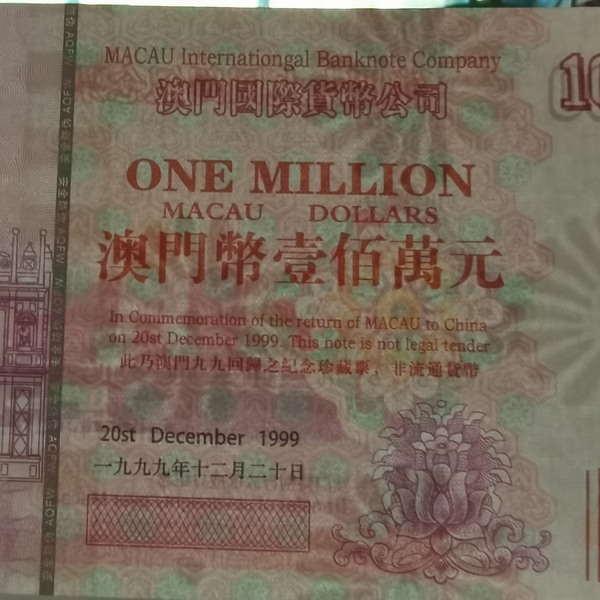 MACAU Internationgal Banknote Company
澳門國際貨幣公司
10
ONE MILLION
MACAU DOLLARS
澳門幣壹佰萬元
In Commemoration of the return of MACAU to China
on 20st December 1999. This note is not legal tender
此乃澳門九九回歸之紀念珍藏票，非流通貨幣
20st December 1999
一九九九年十二月二十日